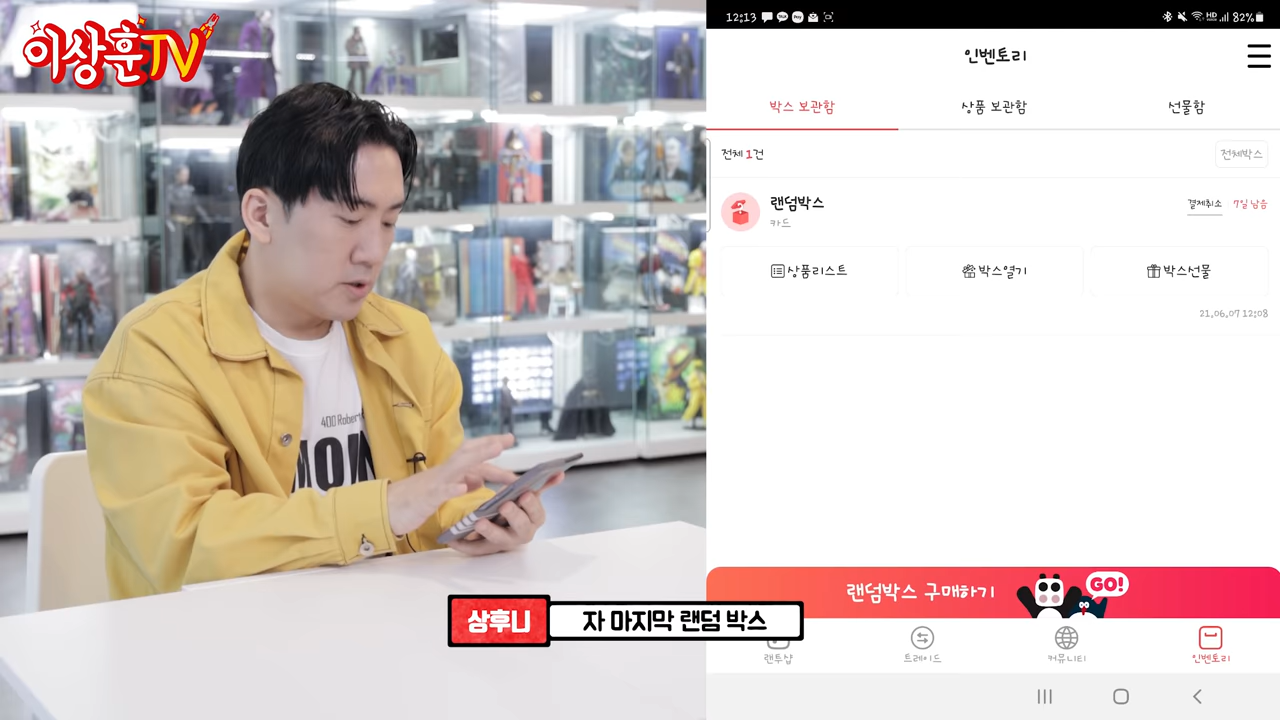 이상훈TV
400 Robert
MOM
12:13
HD
82%
인벤토리
박스 보관함
상품 보관함
선물함
전체 1건
전체박스
랜덤박스
카드
결제취소
7일 남음
상품리스트
박스열기
박스선물
21.06.07 12:08
랜덤박스 구매하기
GO!
상후니
자 마지막 랜덤 박스
랜투샵
트레이드
커뮤니티
인벤토리